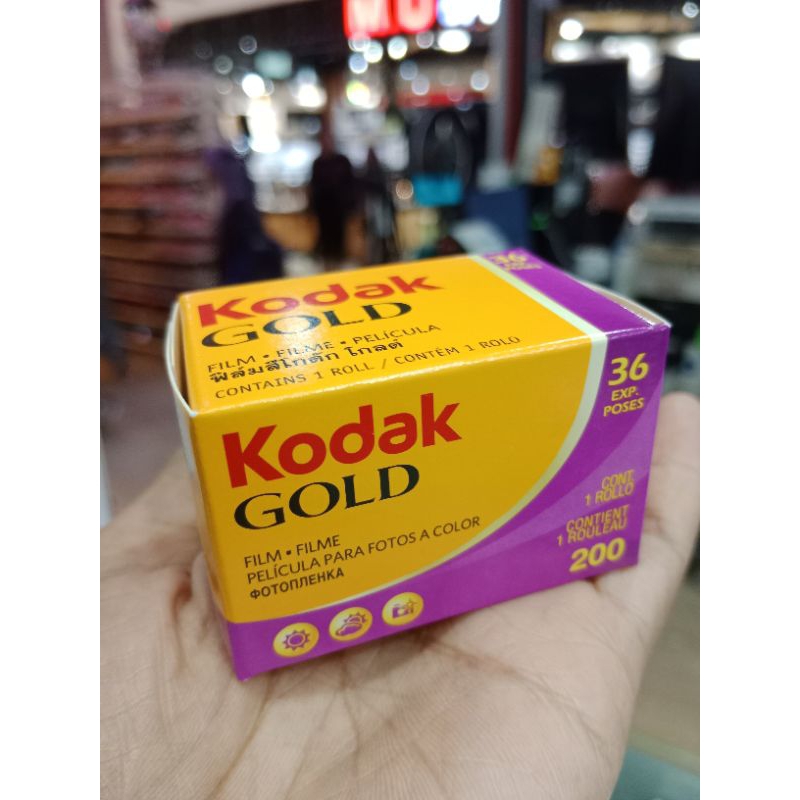 MU
36
Kodak
GOLD
FILM • FILME • PELÍCULA
ฟิล์มสีโกดัก โกลด์
CONTAINS 1 ROLL / CONTÉM 1 ROLO
Kodak
GOLD
FILM • FILME
PELÍCULA PARA FOTOS A COLOR
ФОТОПЛЕНКА
36
EXP.
POSES
CONT.
1 ROLLO
CONTIENT
1 ROULEAU
200